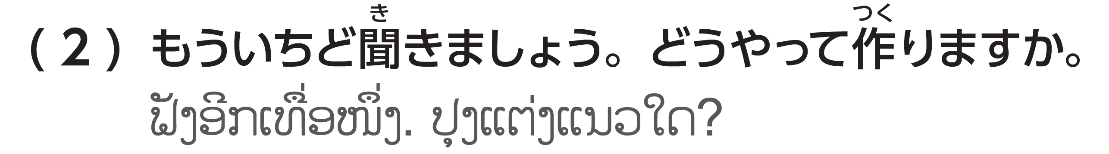 (2) もういちど聞きましょう。どうやって作りますか。
ຟັງອີກເທື່ອໜຶ່ງ. ປຸງແຕ່ງແນວໃດ?